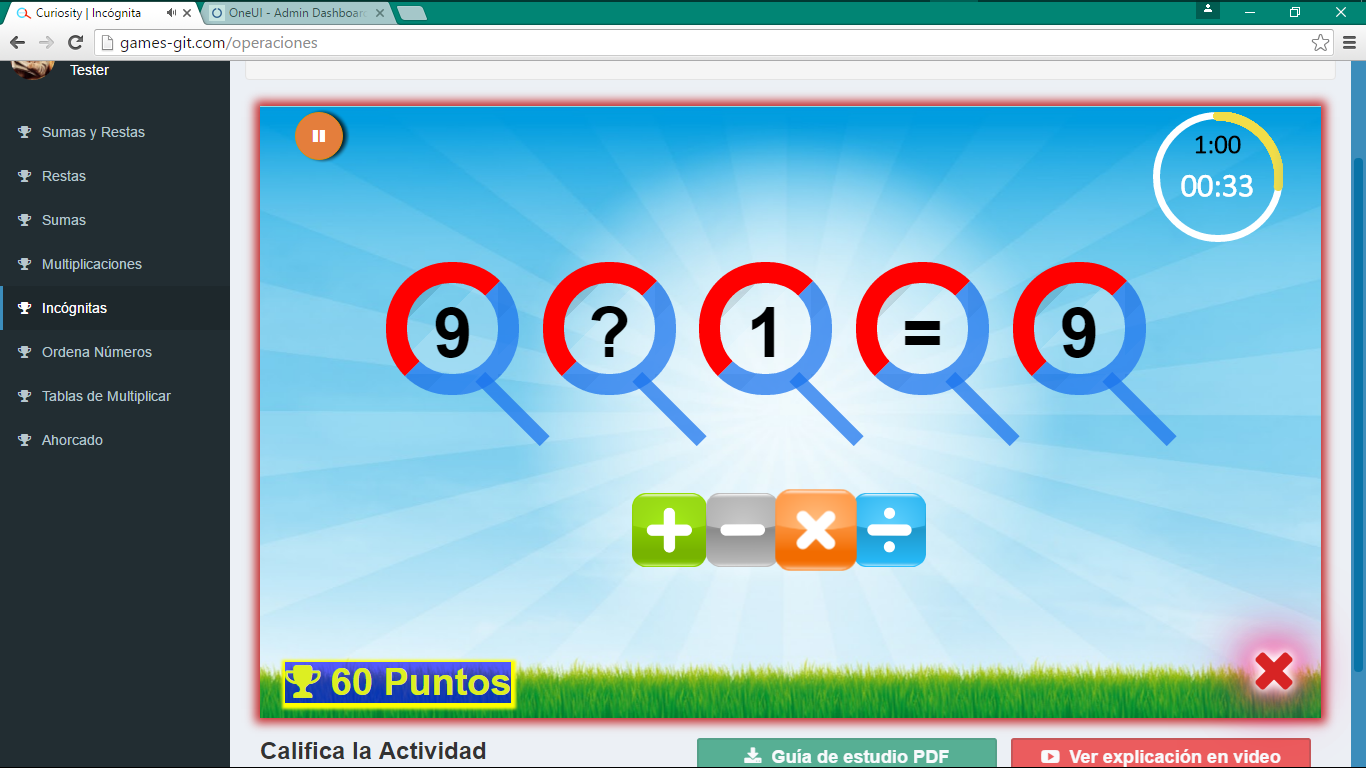 Curiosity | Incógnita
OneUI - Admin Dashboar
games-git.com/operaciones
Tester
Sumas y Restas
Restas
Sumas
Multiplicaciones
Incógnitas
Ordena Números
Tablas de Multiplicar
Ahorcado
1:00
00:33
9 ? 1 = 9
+ − × ÷
60 Puntos
Califica la Actividad
Guía de estudio PDF
Ver explicación en video